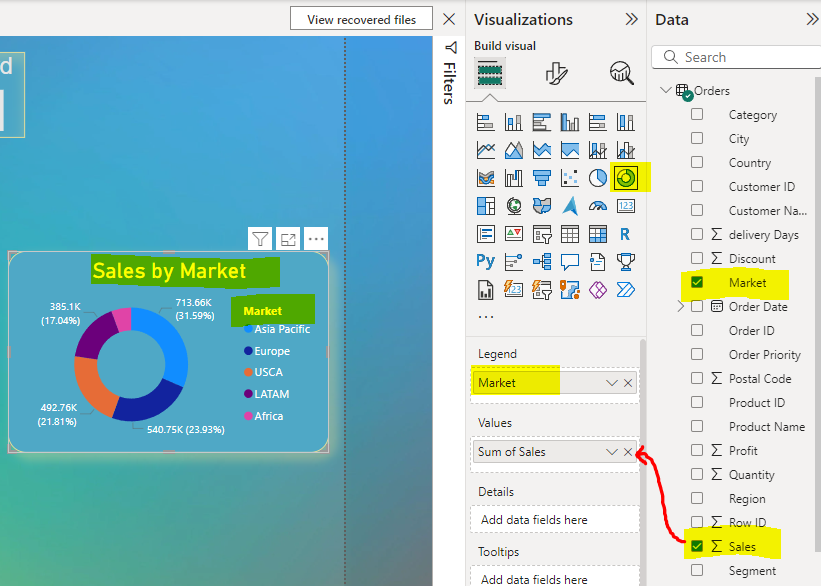 View recovered files
d
Sales by Market
385.1K
(17.04%)
713.66K
(31.59%)
492.76K
(21.81%)
540.75K (23.93%)
Market
Asia Pacific
Europe
USCA
LATAM
Africa
Filters
Visualizations
Build visual
123
R
Py
123
...
Legend
Market
Values
Sum of Sales
Details
Add data fields here
Tooltips
Add data fields here
Data
Search
Orders
Category
City
Country
Customer ID
Customer Na...
Σ delivery Days
Σ Discount
Market
Order Date
Order ID
Order Priority
Σ Postal Code
Product ID
Product Name
Σ Profit
Σ Quantity
Region
Σ Row ID
Σ Sales
Segment